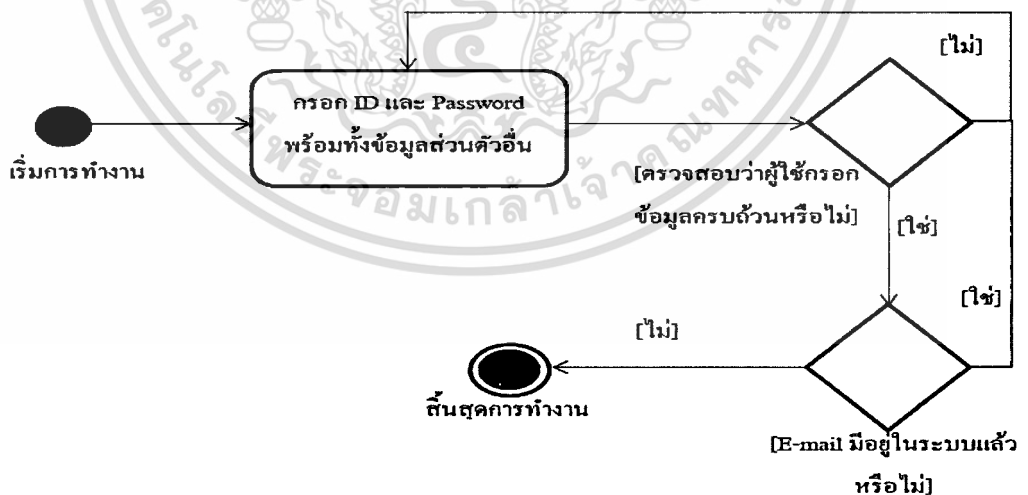 [ไม่]
กรอก ID และ Password
พร้อมทั้งข้อมูลส่วนตัวอื่น
เริ่มการทำงาน
[ตรวจสอบว่าผู้ใช้กรอก
ข้อมูลครบถ้วนหรือไม่]
[ใช่]
[ใช่]
[ไม่]
สิ้นสุดการทำงาน
[E-mail มีอยู่ในระบบแล้ว
หรือไม่]